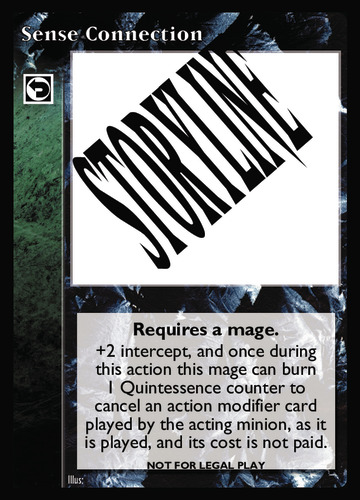 Sense Connection
STORYLINE
Requires a mage.
+2 intercept, and once during
this action this mage can burn
1 Quintessence counter to
cancel an action modifier card
played by the acting minion, as it
is played, and its cost is not paid.
NOT FOR LEGAL PLAY
Illus: